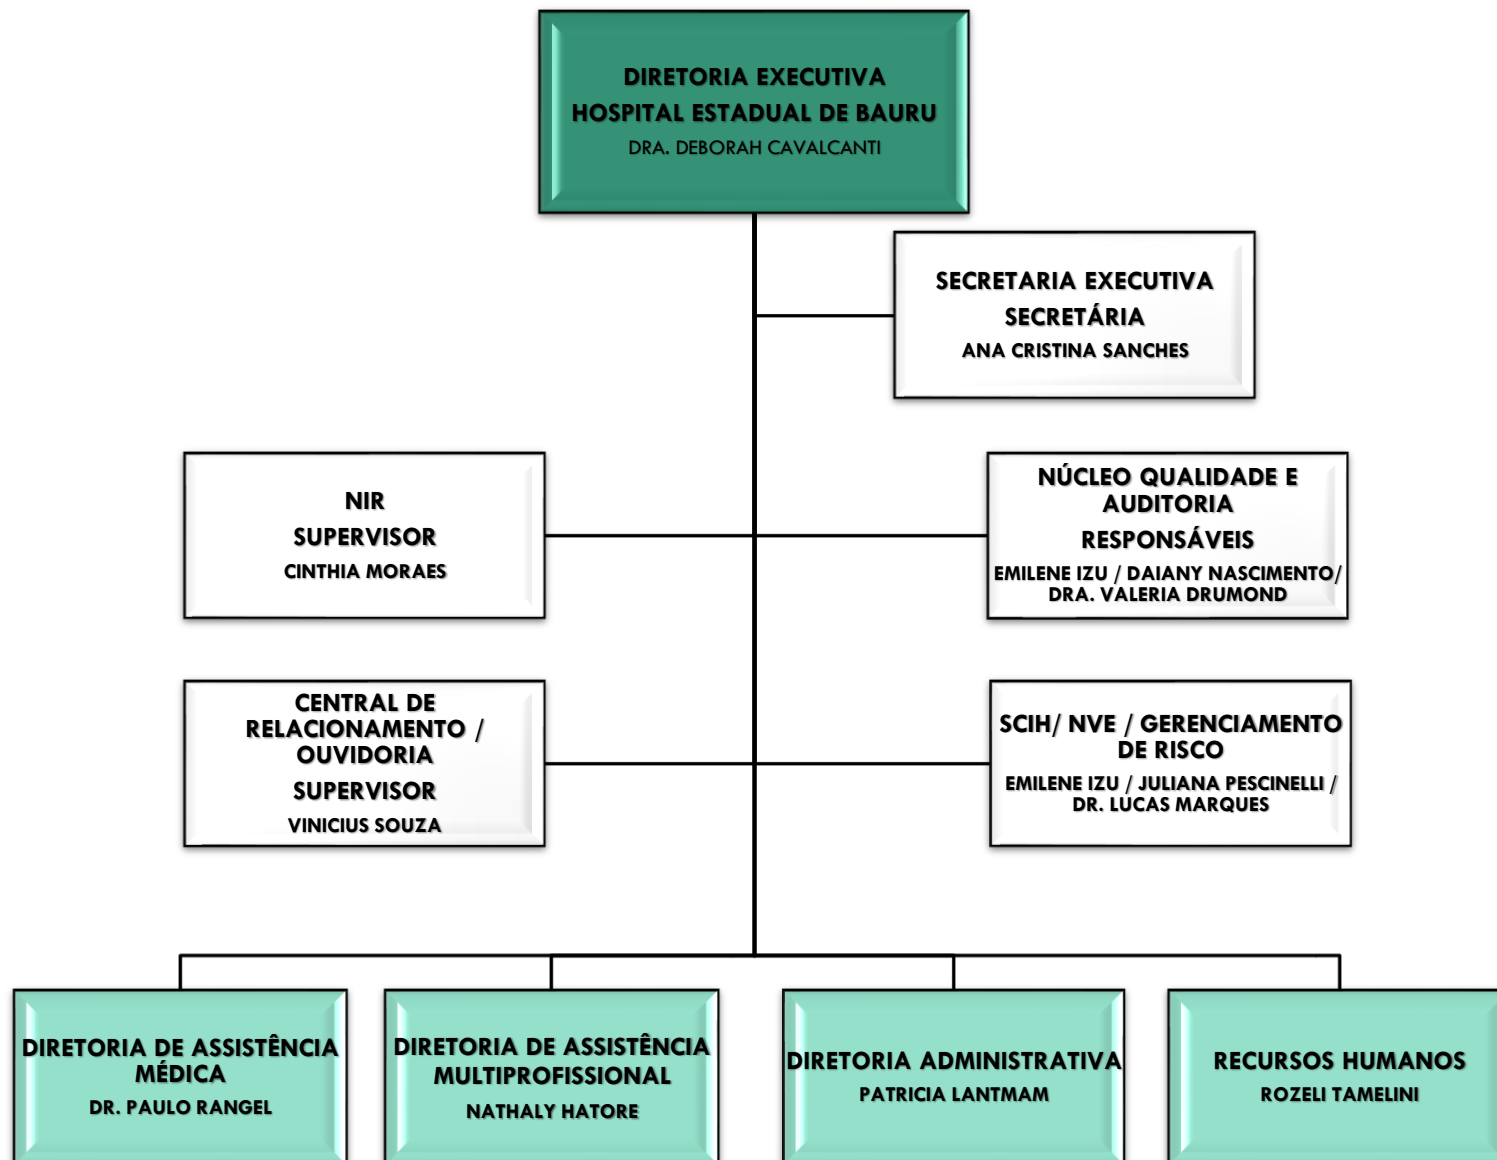 DIRETORIA EXECUTIVA
HOSPITAL ESTADUAL DE BAURU
DRA. DEBORAH CAVALCANTI
SECRETARIA EXECUTIVA
SECRETÁRIA
ANA CRISTINA SANCHES
NIR
SUPERVISOR
CINTHIA MORAES
NÚCLEO QUALIDADE E
AUDITORIA
RESPONSÁVEIS
EMILENE IZU / DAIANY NASCIMENTO/
DRA. VALERIA DRUMOND
CENTRAL DE
RELACIONAMENTO /
OUVIDORIA
SUPERVISOR
VINICIUS SOUZA
SCIH/ NVE / GERENCIAMENTO
DE RISCO
EMILENE IZU / JULIANA PESCINELLI /
DR. LUCAS MARQUES
DIRETORIA DE ASSISTÊNCIA
MÉDICA
DR. PAULO RANGEL
DIRETORIA DE ASSISTÊNCIA
MULTIPROFISSIONAL
NATHALY HATORE
DIRETORIA ADMINISTRATIVA
PATRICIA LANTMAM
RECURSOS HUMANOS
ROZELI TAMELINI